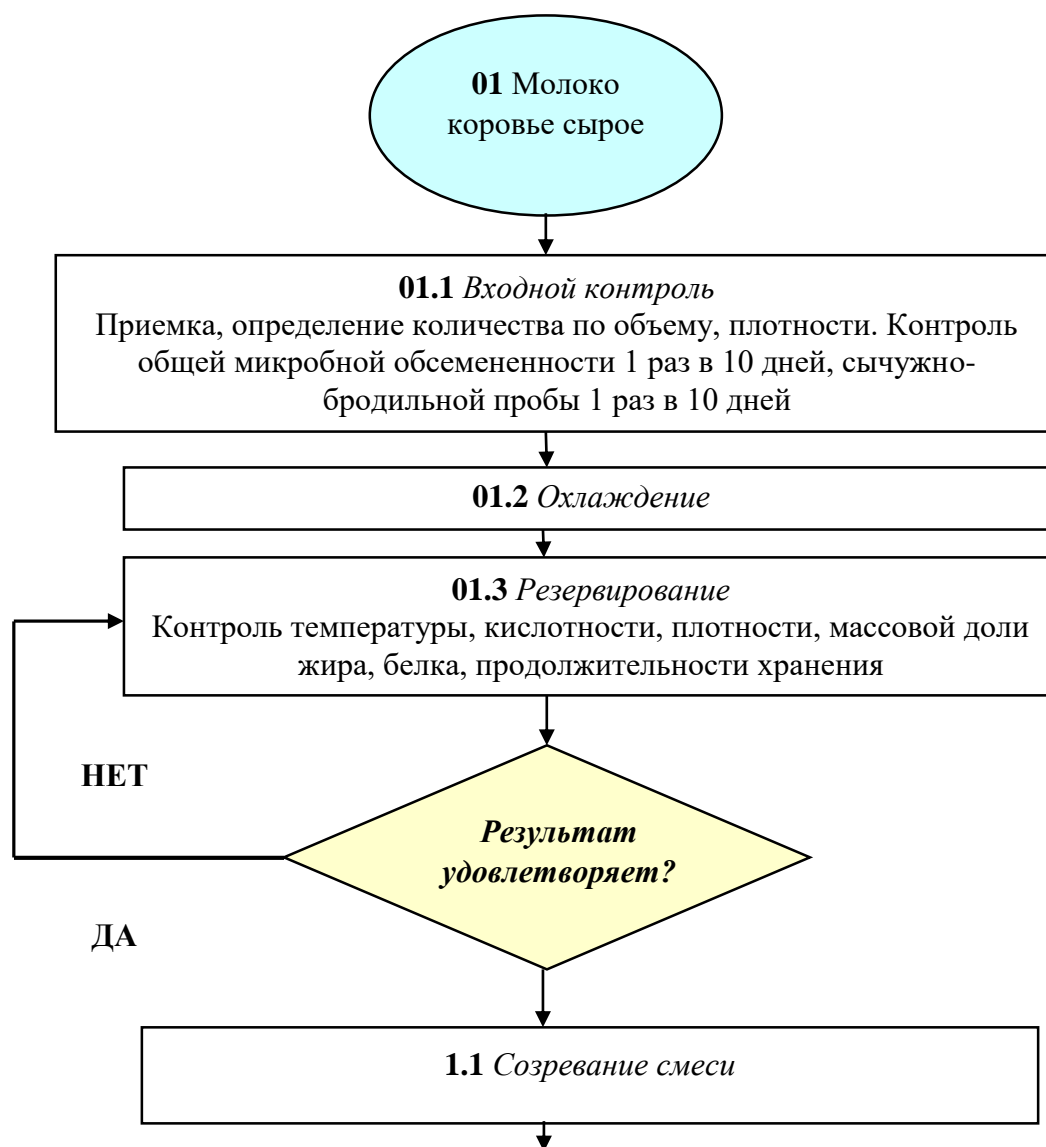 01 Молоко
коровье сырое
01.1 Входной контроль
Приемка, определение количества по объему, плотности. Контроль
общей микробной обсемененности 1 раз в 10 дней, сычужно-
бродильной пробы 1 раз в 10 дней
01.2 Охлаждение
01.3 Резервирование
Контроль температуры, кислотности, плотности, массовой доли
жира, белка, продолжительности хранения
НЕТ
Результат
удовлетворяет?
ДА
1.1 Созревание смеси